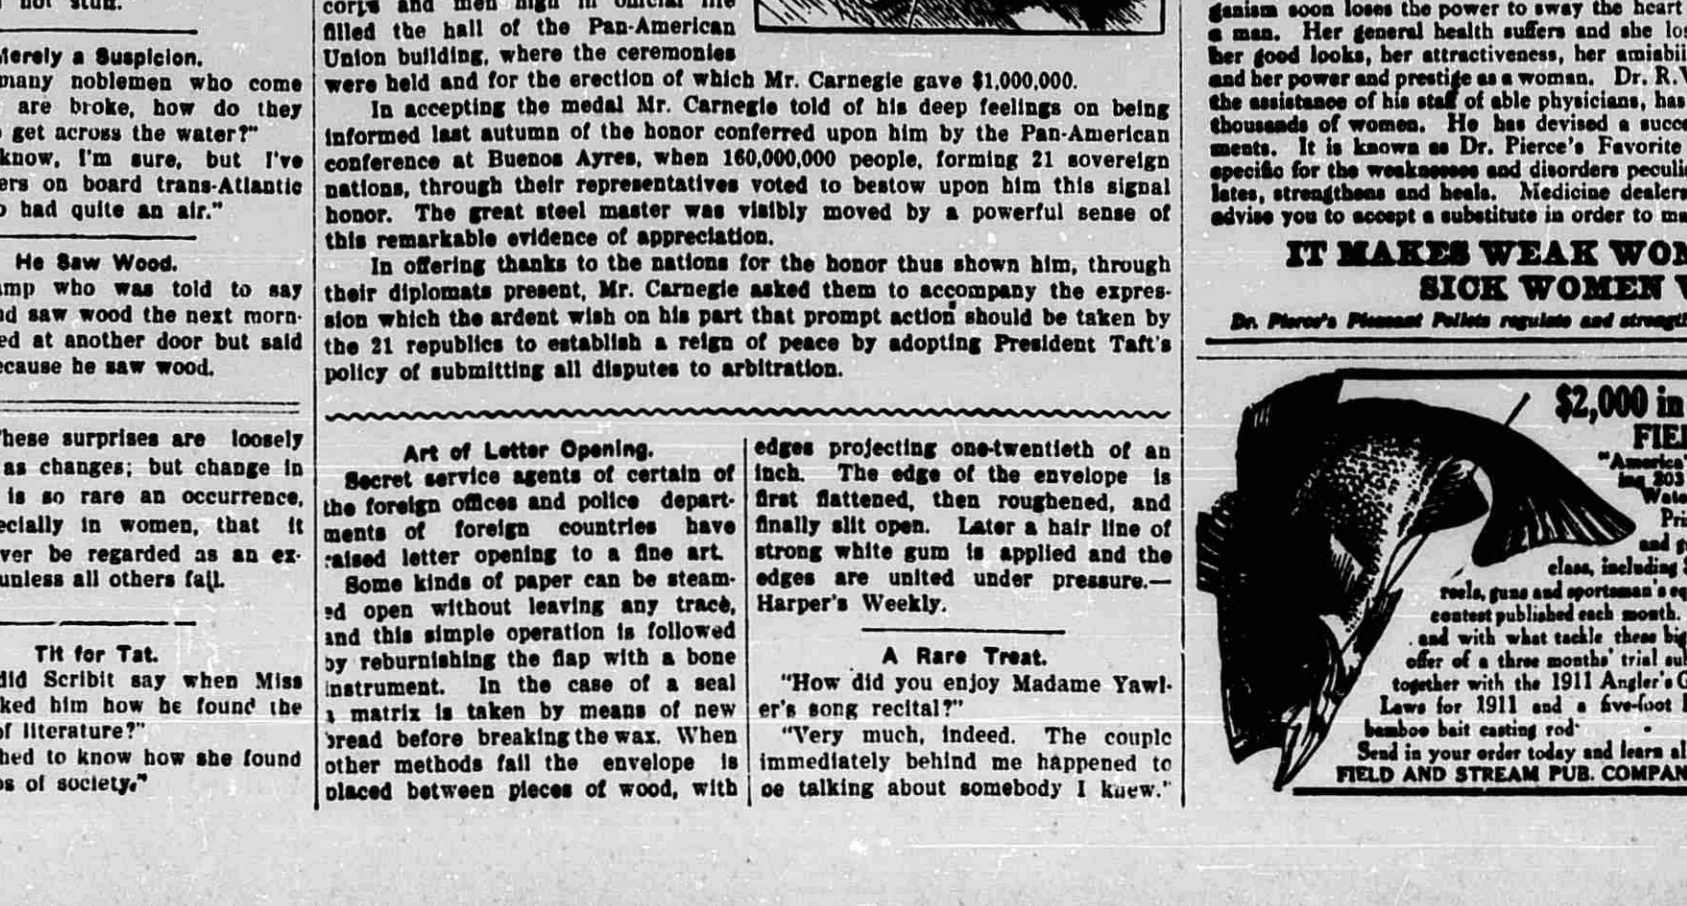 not stuff.
Merely a Suspicion.
many noblemen who come
are broke, how do they
get across the water?"
know, I'm sure, but I've
ers on board trans-Atlantic
had quite an air."
He Saw Wood.
amp who was told to say
nd saw wood the next morn-
ed at another door but said
ecause he saw wood.
These surprises are loosely
as changes; but change in
is so rare an occurrence,
ecially in women, that it
ver be regarded as an ex-
unless all others fail.
Tit for Tat.
did Scribit say when Miss
ked him how he found the
of literature?"
hed to know how she found
os of society."
corps and men high in official life
filled the hall of the Pan-American
Union building, where the ceremonies
were held and for the erection of which Mr. Carnegie gave $1,000,000.
In accepting the medal Mr. Carnegie told of his deep feelings on being
informed last autumn of the honor conferred upon him by the Pan-American
conference at Buenos Ayres, when 160,000,000 people, forming 21 sovereign
nations, through their representatives voted to bestow upon him this signal
honor. The great steel master was visibly moved by a powerful sense of
this remarkable evidence of appreciation.
In offering thanks to the nations for the honor thus shown him, through
their diplomats present, Mr. Carnegie asked them to accompany the expres-
sion which the ardent wish on his part that prompt action should be taken by
the 21 republics to establish a reign of peace by adopting President Taft's
policy of submitting all disputes to arbitration.
Art of Letter Opening.
Secret service agents of certain of
the foreign offices and police depart-
ments of foreign countries have
raised letter opening to a fine art.
Some kinds of paper can be steam-
ed open without leaving any trace,
and this simple operation is followed
by reburnishing the flap with a bone
instrument. In the case of a seal
a matrix is taken by means of new
bread before breaking the wax. When
other methods fail the envelope is
placed between pieces of wood, with
edges projecting one-twentieth of an
inch. The edge of the envelope is
first flattened, then roughened, and
finally slit open. Later a hair line of
strong white gum is applied and the
edges are united under pressure.—
Harper's Weekly.
A Rare Treat.
"How did you enjoy Madame Yawl-
er's song recital?"
"Very much, indeed. The couple
immediately behind me happened to
be talking about somebody I knew."
ganism soon loses the power to sway the heart
a man. Her general health suffers and she los
her good looks, her attractiveness, her amiabil
and her power and prestige as a woman. Dr. R.V
the assistance of his staff of able physicians, has
thousands of women. He has devised a succe
ments. It is known as Dr. Pierce's Favorite
specific for the weaknesses and disorders peculia
lates, strengthens and heals. Medicine dealers
advise you to accept a substitute in order to ma
IT MAKES WEAK WOM
SICK WOMEN W
Dr. Pierce's Pleasant Pellets regulate and strength
$2,000 in
FIEL
"America'
ing 203
Wate
Pri
and g
class, including S
reels, guns and sportsman's eq
contest published each month.
and with what tackle these big
offer of a three months' trial sub
together with the 1911 Angler's G
Laws for 1911 and a five-foot
bamboo bait casting rod
Send in your order today and learn al
FIELD AND STREAM PUB. COMPAN